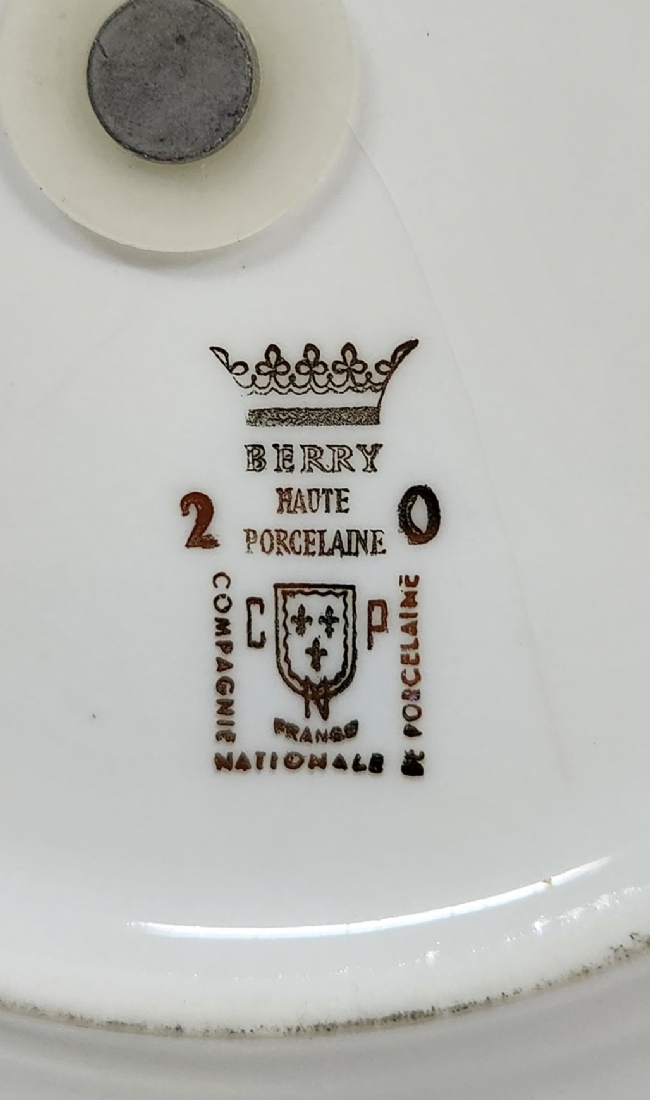 BERRY
HAUTE
PORCELAINE
2 0
C P
FRANCE
COMPAGNIE
NATIONALE
DE PORCELAINE